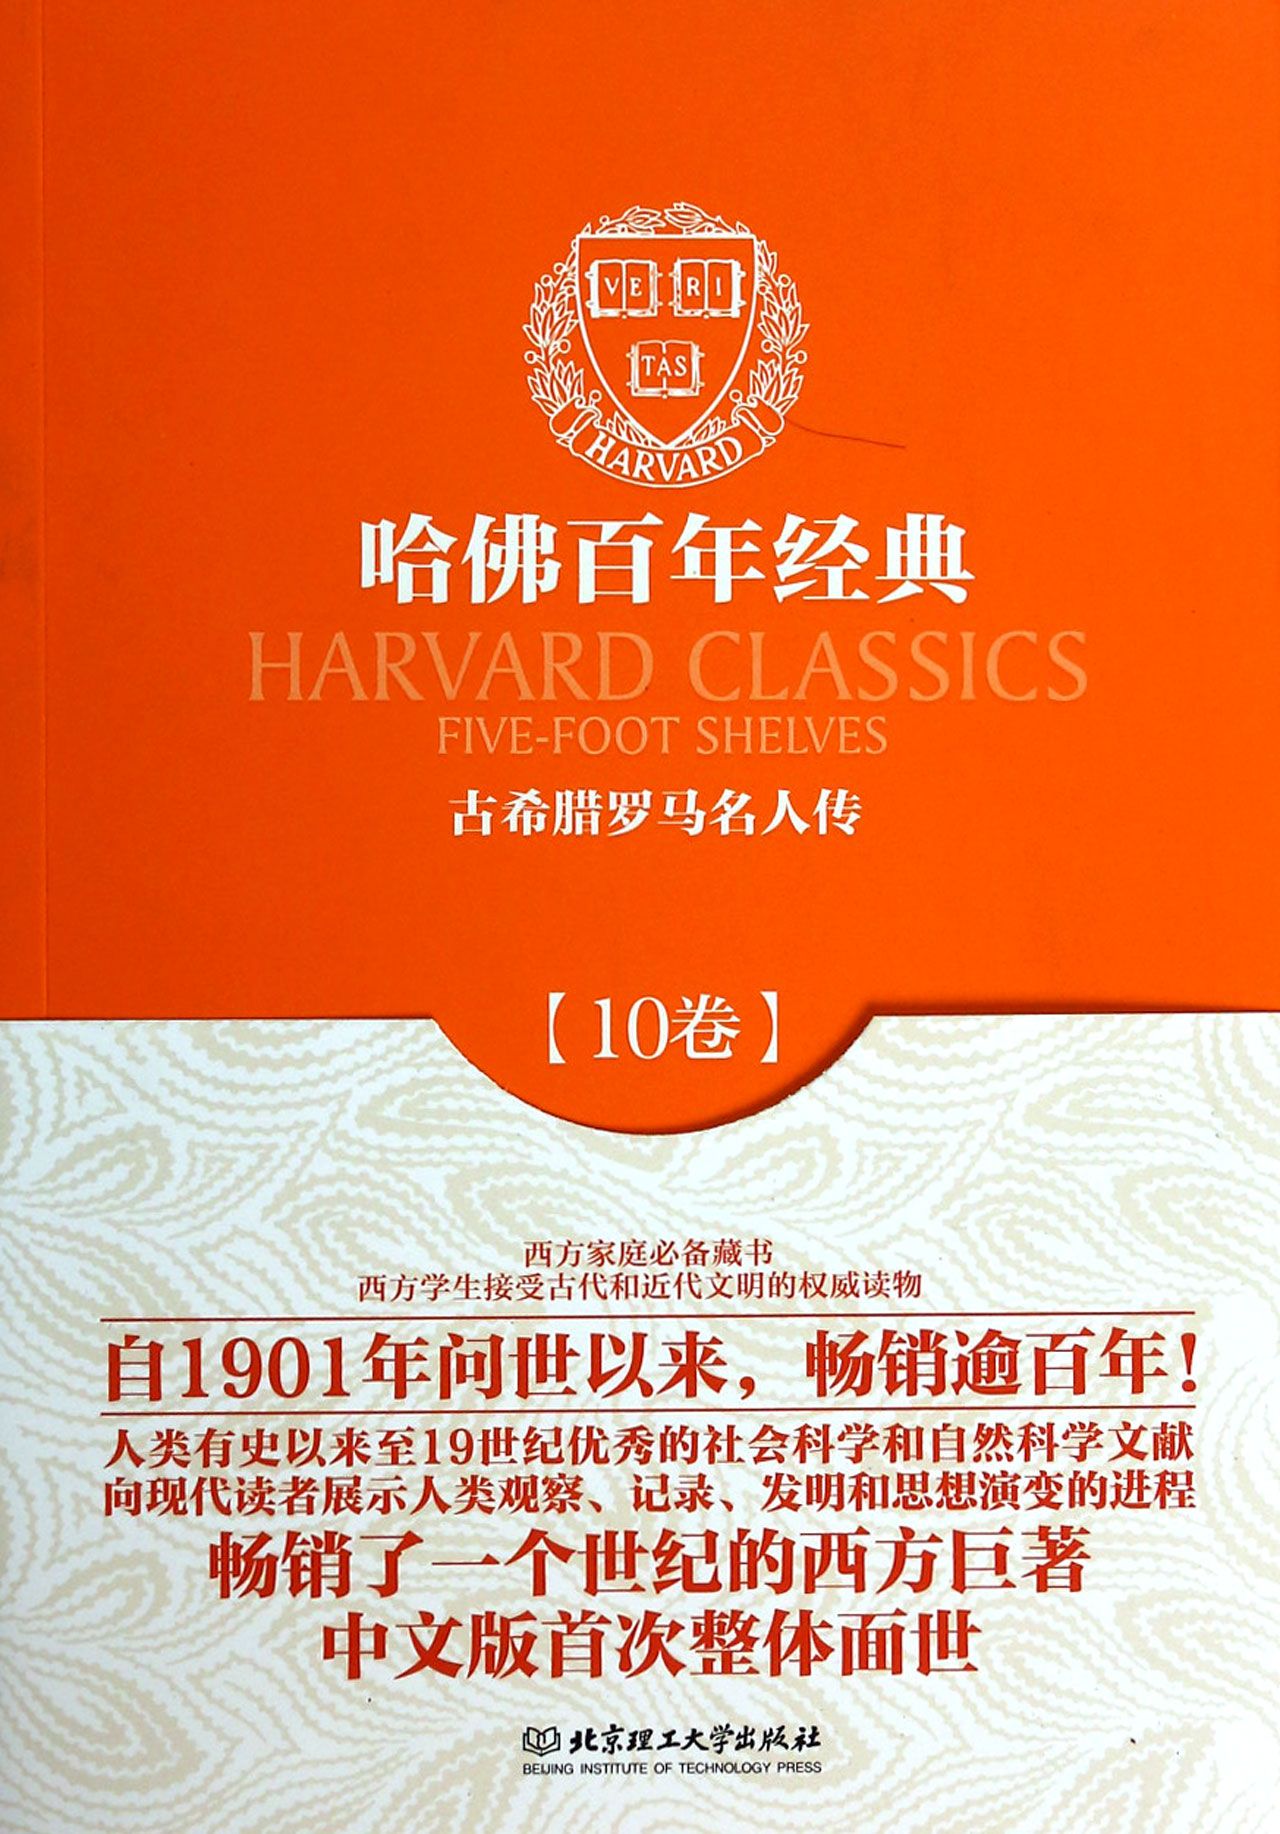 VE RI
TAS
HARVARD
哈佛百年经典
HARVARD CLASSICS
FIVE-FOOT SHELVES
古希腊罗马名人传
【10卷】
西方家庭必备藏书
西方学生接受古代和近代文明的权威读物
自1901年问世以来，畅销逾百年！
人类有史以来至19世纪优秀的社会科学和自然科学文献
向现代读者展示人类观察、记录、发明和思想演变的进程
畅销了一个世纪的西方巨著
中文版首次整体面世
北京理工大学出版社
BEIJING INSTITUTE OF TECHNOLOGY PRESS